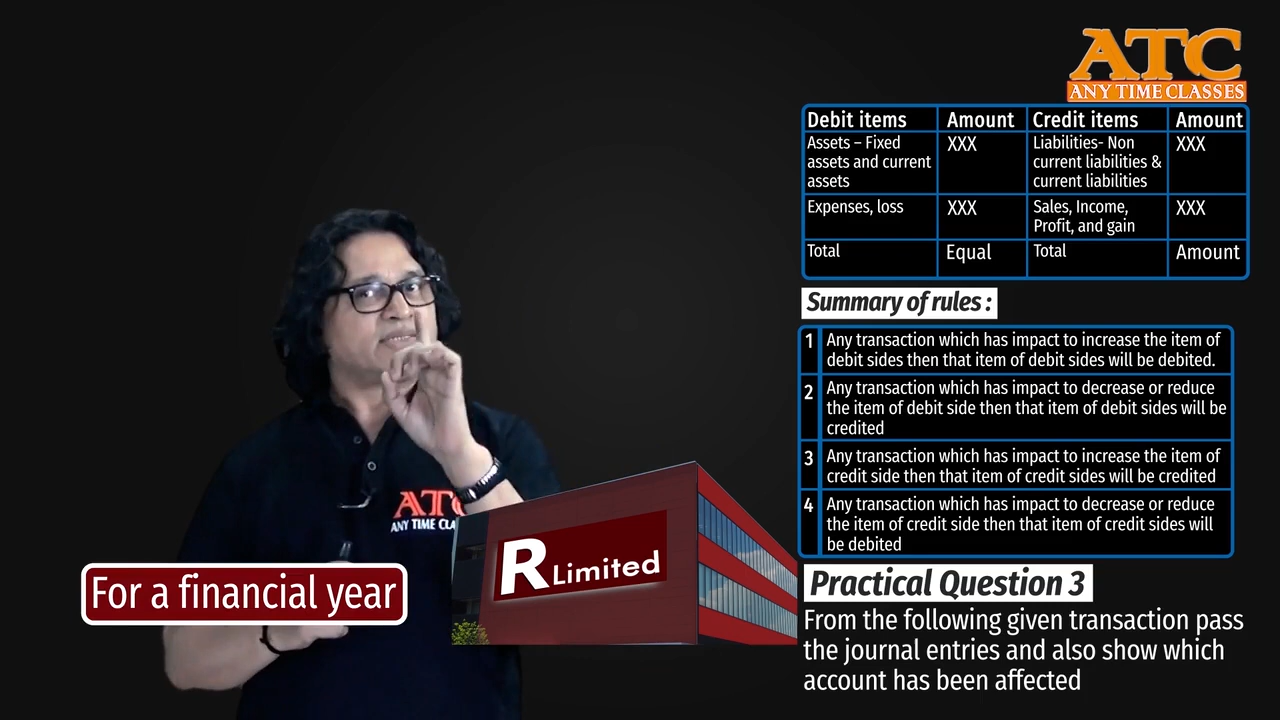 ATC
ANY TIME CLASSES
Debit items Amount Credit items Amount
Assets – Fixed
assets and current
assets
XXX
Liabilities- Non
current liabilities &
current liabilities
XXX
Expenses, loss
XXX
Sales, Income,
Profit, and gain
XXX
Total
Equal
Total
Amount
Summary of rules :
1 Any transaction which has impact to increase the item of
debit sides then that item of debit sides will be debited.
2 Any transaction which has impact to decrease or reduce
the item of debit side then that item of debit sides will be
credited
3 Any transaction which has impact to increase the item of
credit side then that item of credit sides will be credited
4 Any transaction which has impact to decrease or reduce
the item of credit side then that item of credit sides will
be debited
Practical Question 3
From the following given transaction pass
the journal entries and also show which
account has been affected
ATC
ANY TIME CLA
R Limited
For a financial year